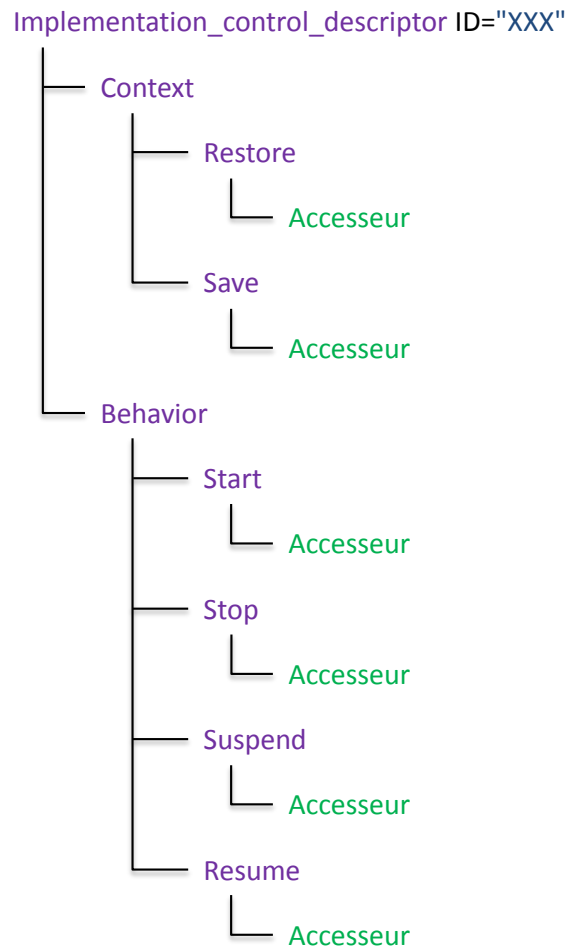 Implementation_control_descriptor ID="XXX"
Context
Restore
Accesseur
Save
Accesseur
Behavior
Start
Accesseur
Stop
Accesseur
Suspend
Accesseur
Resume
Accesseur